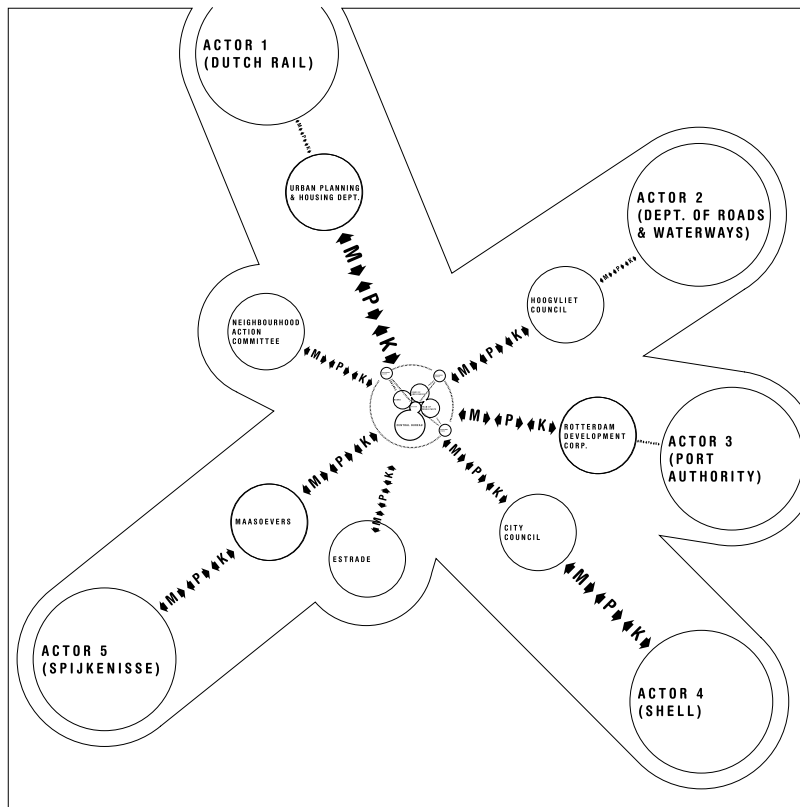 ACTOR 1
(DUTCH RAIL)
M P K
URBAN PLANNING
& HOUSING DEPT.
M
P
K
ACTOR 2
(DEPT. OF ROADS
& WATERWAYS)
M P K
HOOGVLIET
COUNCIL
M P K
NEIGHBOURHOOD
ACTION
COMMITTEE
M P K
M P K
ROTTERDAM
DEVELOPMENT
CORP.
ACTOR 3
(PORT
AUTHORITY)
M P K
MAASOEVERS
M P K
ESTRADE
M P K
CITY
COUNCIL
M P K
M P K
ACTOR 5
(SPIJKENISSE)
ACTOR 4
(SHELL)